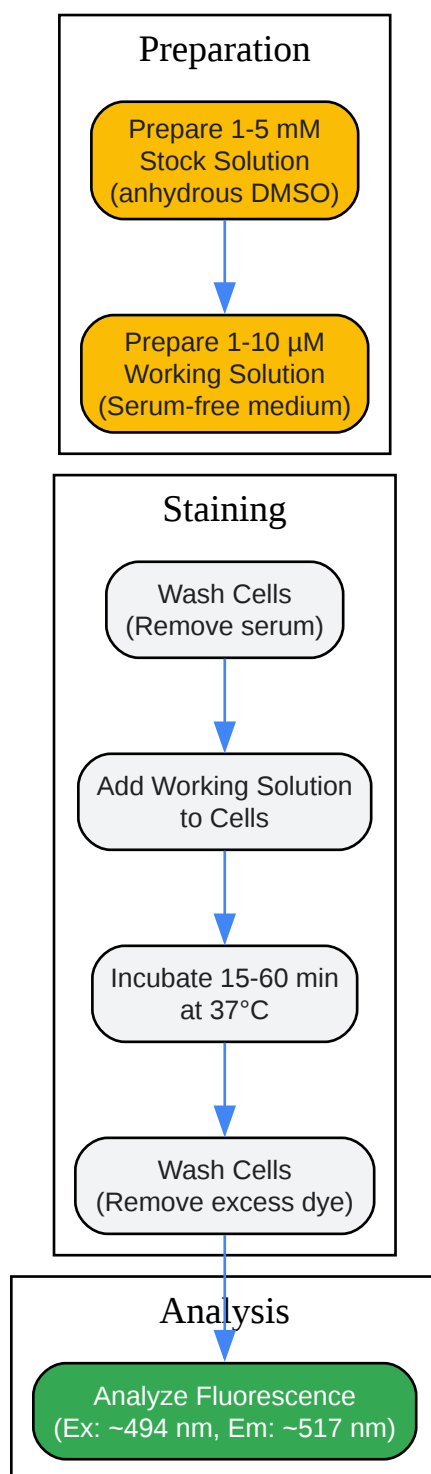 Preparation
Prepare 1-5 mM
Stock Solution
(anhydrous DMSO)
Prepare 1-10 µM
Working Solution
(Serum-free medium)
Staining
Wash Cells
(Remove serum)
Add Working Solution
to Cells
Incubate 15-60 min
at 37°C
Wash Cells
(Remove excess dye)
Analysis
Analyze Fluorescence
(Ex: ~494 nm, Em: ~517 nm)